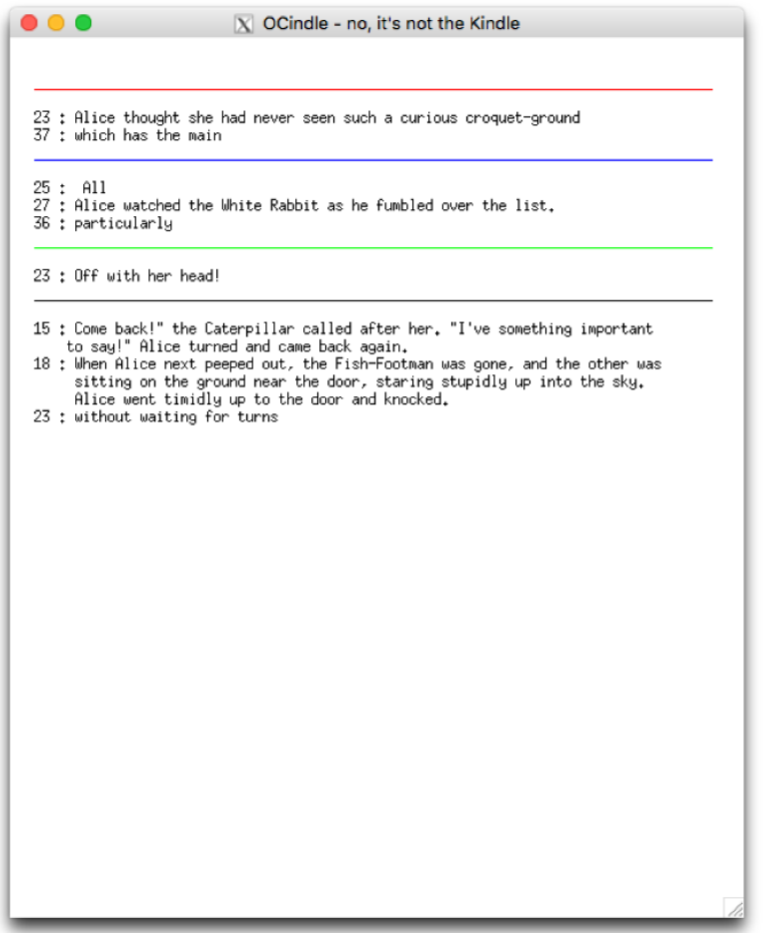 OCindle - no, it's not the Kindle
23 : Alice thought she had never seen such a curious croquet-ground
37 : which has the main
25 :  All
27 : Alice watched the White Rabbit as he fumbled over the list.
36 : particularly
23 : Off with her head!
15 : Come back!" the Caterpillar called after her. "I've something important
to say!" Alice turned and came back again.
18 : When Alice next peeped out, the Fish-Footman was gone, and the other was
sitting on the ground near the door, staring stupidly up into the sky.
Alice went timidly up to the door and knocked.
23 : without waiting for turns